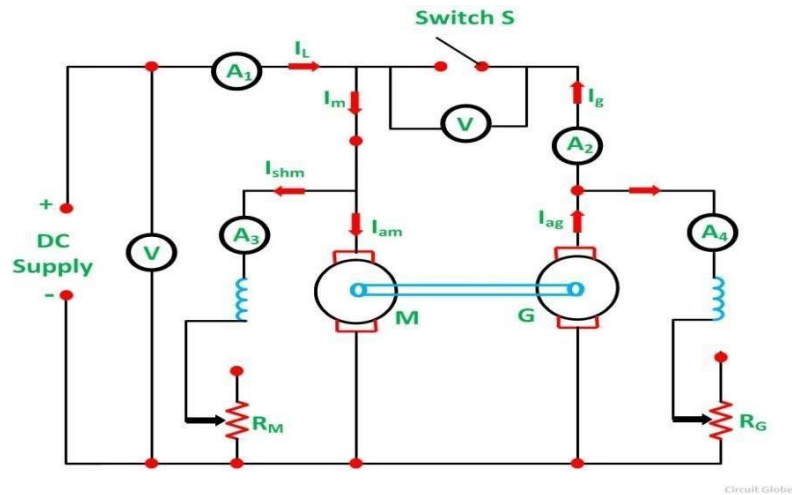 Switch S
A1
IL
Im
V
Ig
A2
Ishm
+
A3
Iam
Iag
A4
DC
Supply
V
-
M
G
RM
RG
Circuit Globe